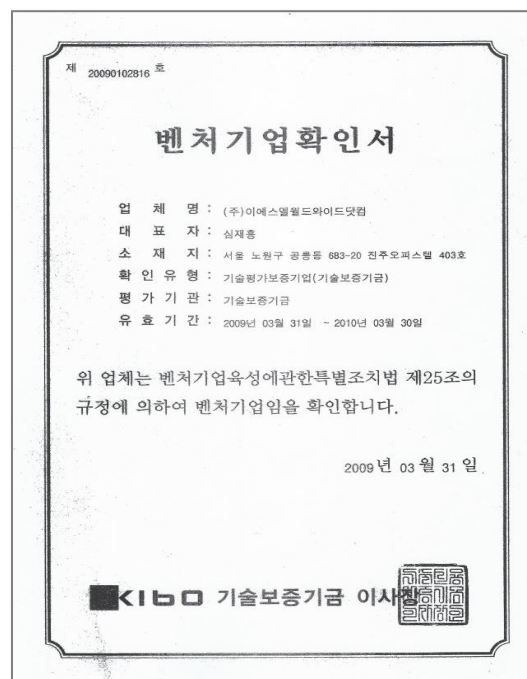 제 20090102816 호
벤처기업확인서
업 체 명 : (주)이에스엘월드와이드닷컴
대 표 자 : 심재흥
소 재 지 : 서울 노원구 공릉동 683-20 진주오피스텔 403호
확 인 유 형 : 기술평가보증기업(기술보증기금)
평 가 기 관 : 기술보증기금
유 효 기 간 : 2009년 03월 31일 ~ 2010년 03월 30일
위 업체는 벤처기업육성에관한특별조치법 제25조의
규정에 의하여 벤처기업임을 확인합니다.
2009 년 03 월 31 일
KIBO 기술보증기금 이사장